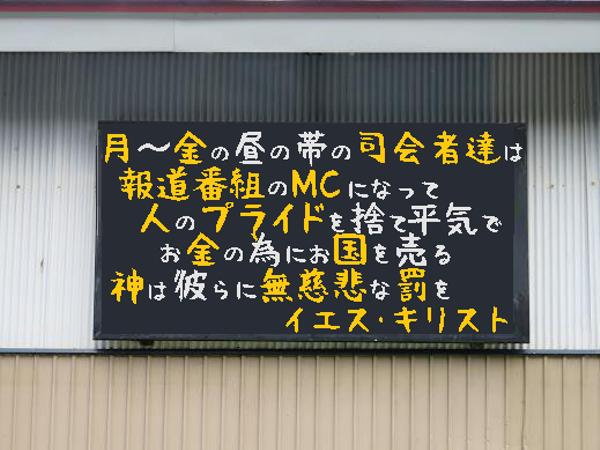 月～金の昼の帯の司会者達は
報道番組のMCになって
人のプライドを捨て平気で
お金の為にお国を売る
神は彼らに無慈悲な罰を
イエス・キリスト